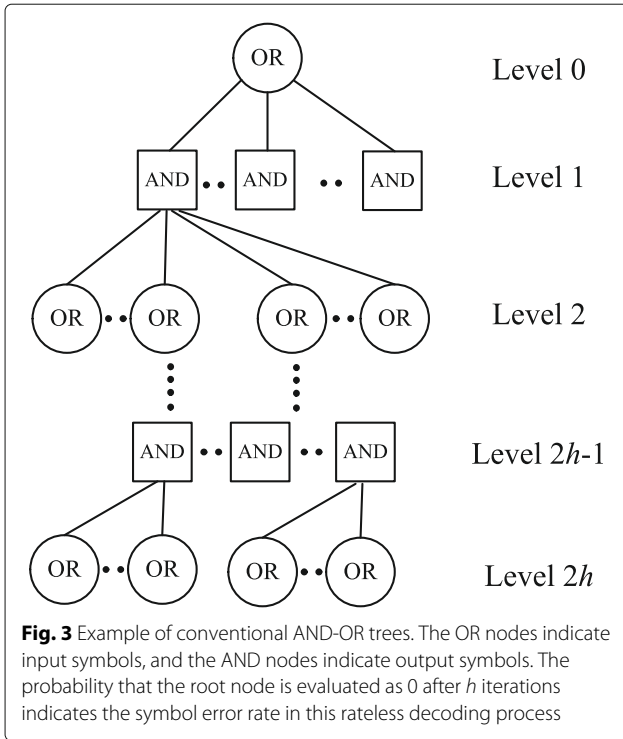 OR
Level 0
AND AND AND
Level 1
OR OR OR OR
Level 2
AND AND AND
Level 2h-1
OR OR OR OR
Level 2h
Fig. 3 Example of conventional AND-OR trees. The OR nodes indicate
input symbols, and the AND nodes indicate output symbols. The
probability that the root node is evaluated as 0 after h iterations
indicates the symbol error rate in this rateless decoding process